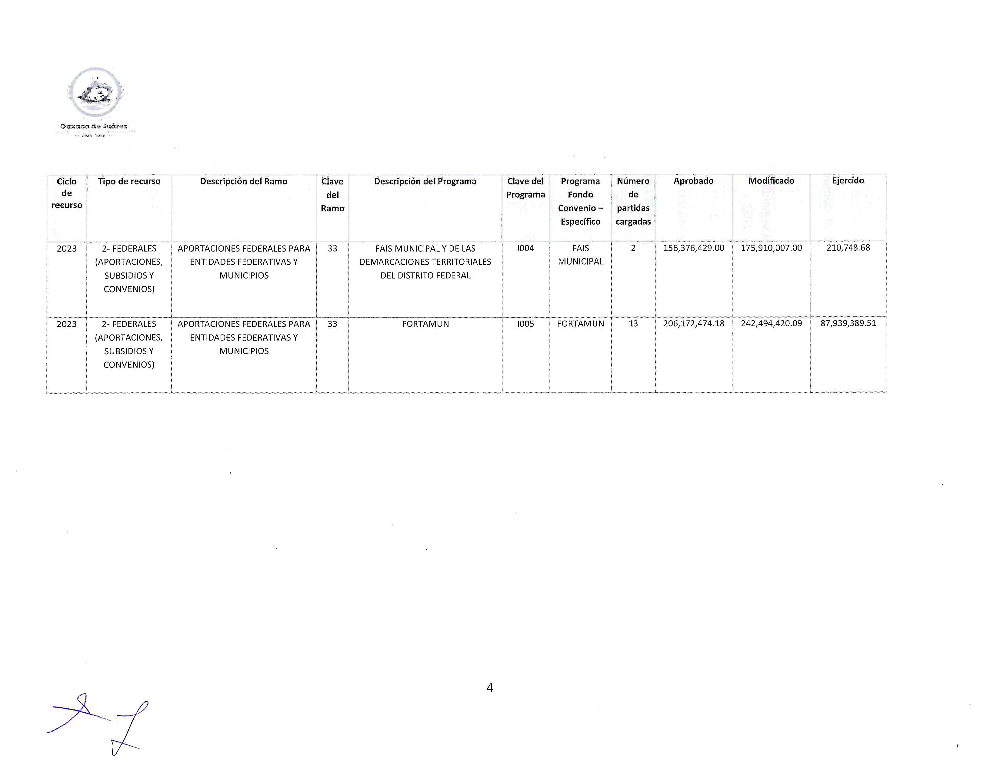 Oaxaca de Juárez
Ciclo de recurso Tipo de recurso Descripción del Ramo Clave del Ramo Descripción del Programa Clave del Programa Programa Fondo Convenio – Específico Número de partidas cargadas Aprobado Modificado Ejercido
2023 2- FEDERALES (APORTACIONES, SUBSIDIOS Y CONVENIOS) APORTACIONES FEDERALES PARA ENTIDADES FEDERATIVAS Y MUNICIPIOS 33 FAIS MUNICIPAL Y DE LAS DEMARCACIONES TERRITORIALES DEL DISTRITO FEDERAL I004 FAIS MUNICIPAL 2 156,376,429.00 175,910,007.00 210,748.68
2023 2- FEDERALES (APORTACIONES, SUBSIDIOS Y CONVENIOS) APORTACIONES FEDERALES PARA ENTIDADES FEDERATIVAS Y MUNICIPIOS 33 FORTAMUN I005 FORTAMUN 13 206,172,474.18 242,494,420.09 87,939,389.51
4